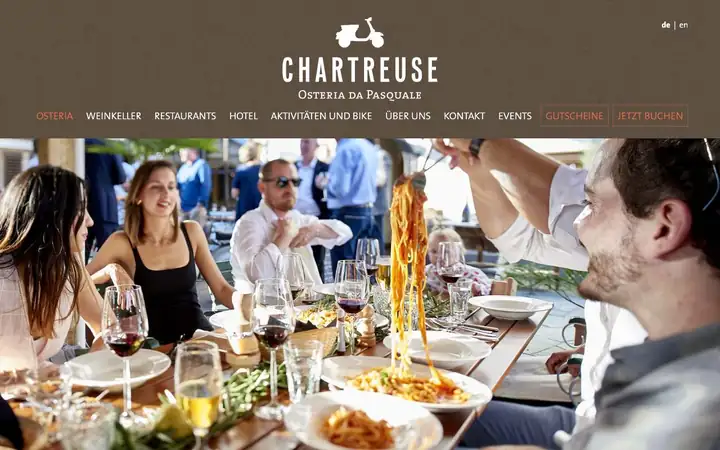 de | en
CHARTREUSE
OSTERIA DA PASQUALE
OSTERIA WEINKELLER RESTAURANTS HOTEL AKTIVITÄTEN UND BIKE ÜBER UNS KONTAKT EVENTS GUTSCHEINE JETZT BUCHEN